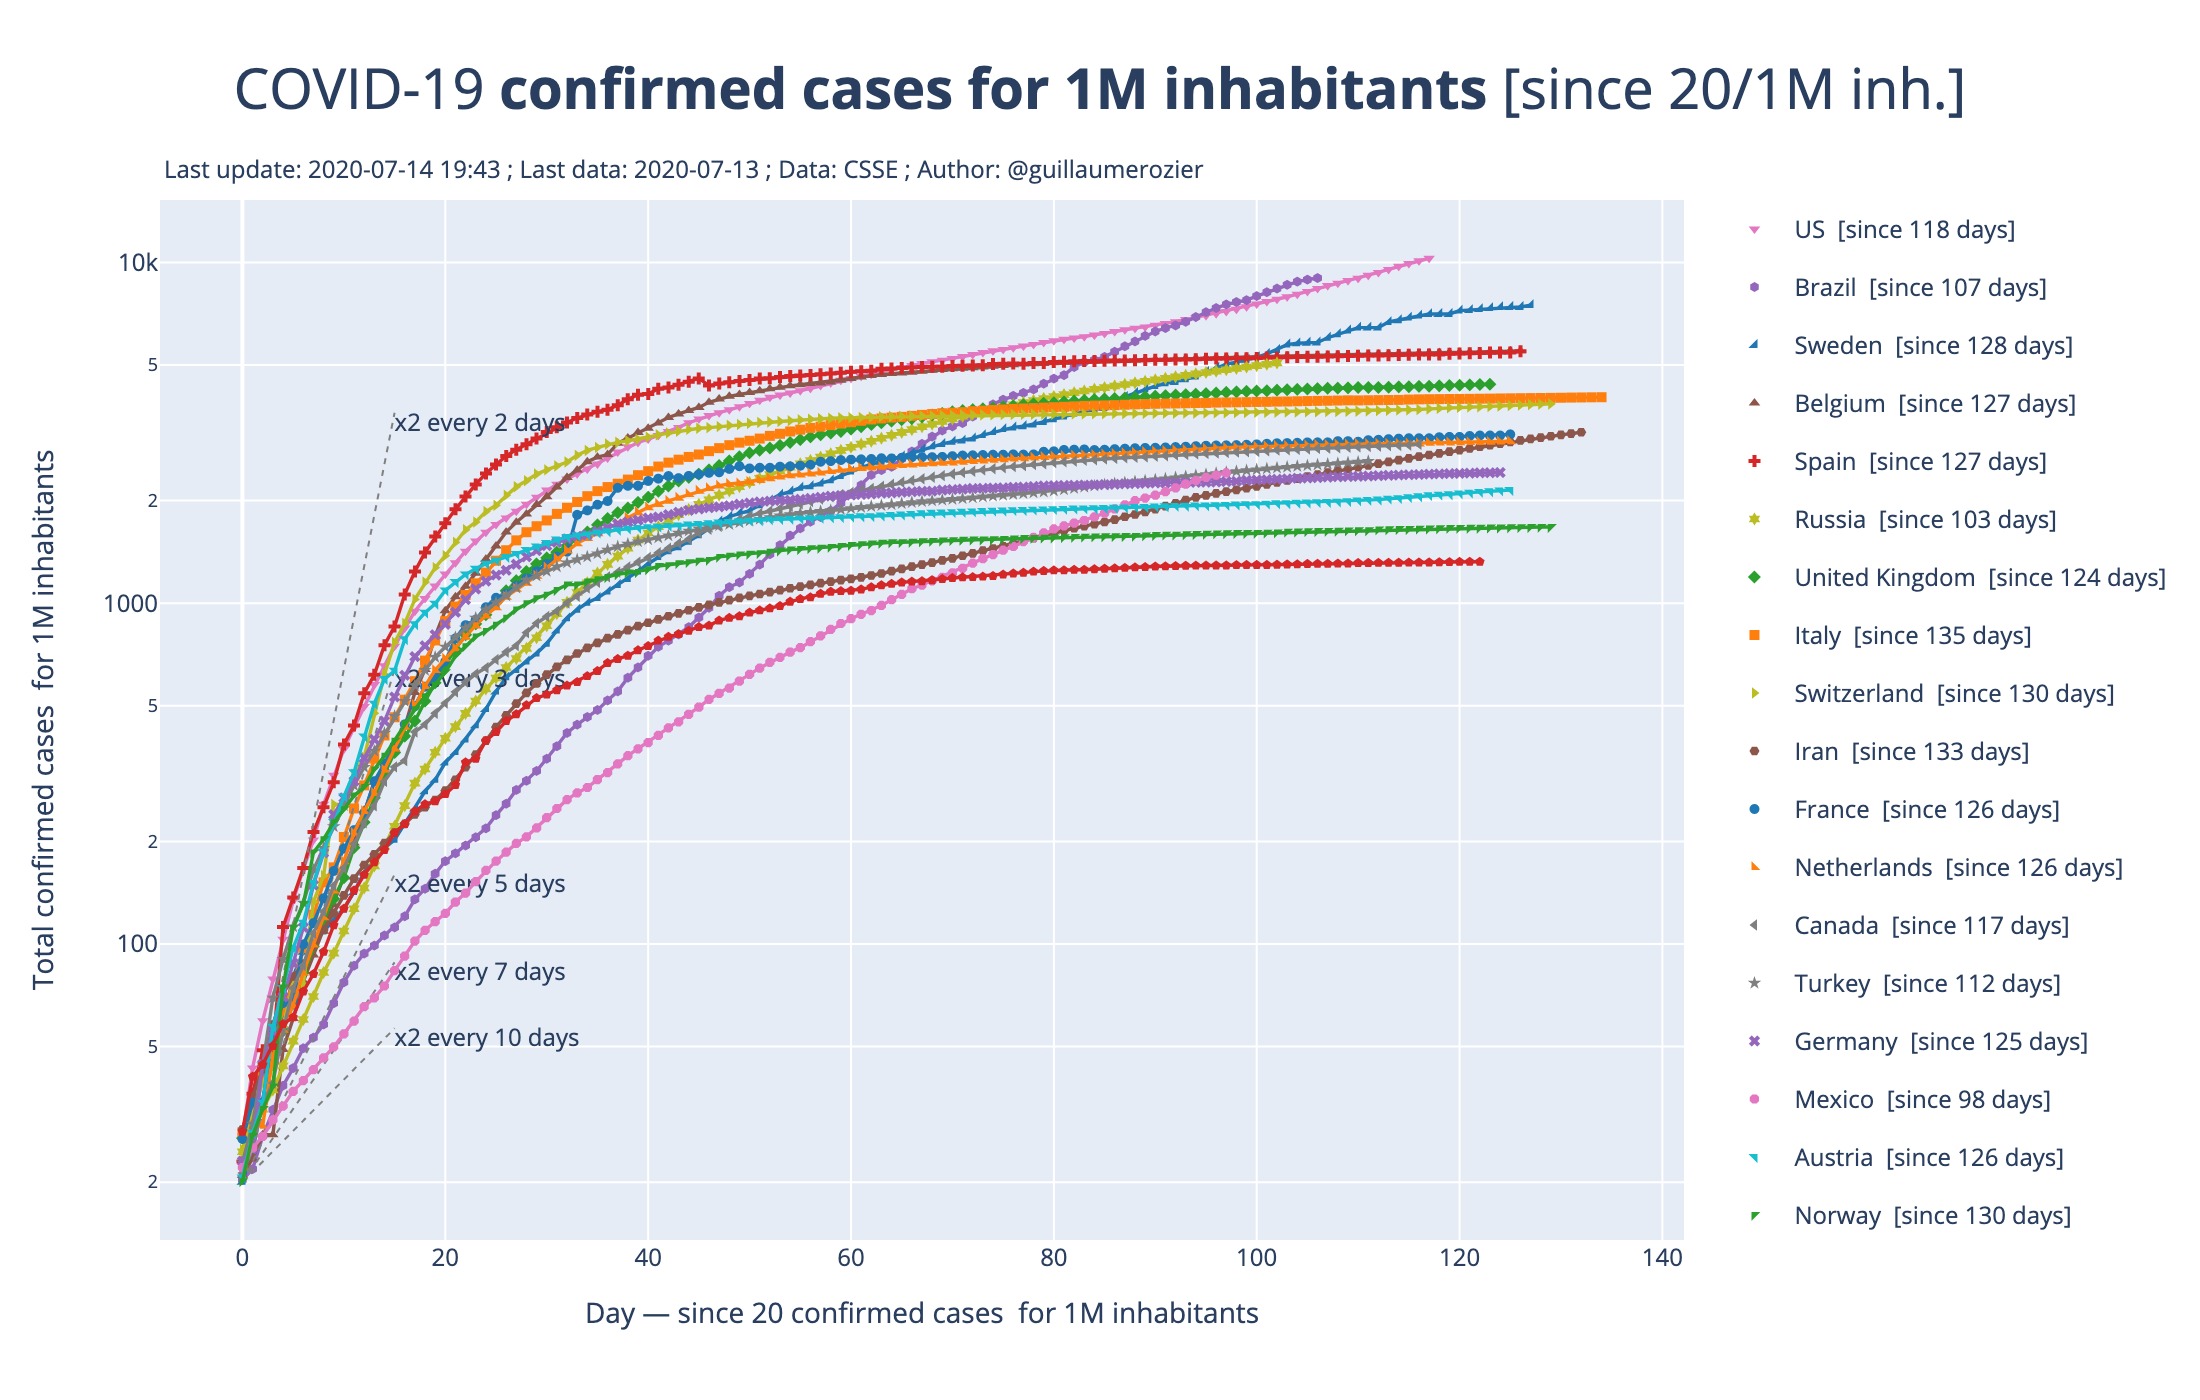 COVID-19 confirmed cases for 1M inhabitants [since 20/1M inh.]
Last update: 2020-07-14 19:43 ; Last data: 2020-07-13 ; Data: CSSE ; Author: @guillaumerozier
Total confirmed cases for 1M inhabitants
10k
5
2
1000
5
2
100
5
2
x2 every 2 days
x2 every 3 days
x2 every 5 days
x2 every 7 days
x2 every 10 days
0 20 40 60 80 100 120 140
Day — since 20 confirmed cases for 1M inhabitants
US [since 118 days]
Brazil [since 107 days]
Sweden [since 128 days]
Belgium [since 127 days]
Spain [since 127 days]
Russia [since 103 days]
United Kingdom [since 124 days]
Italy [since 135 days]
Switzerland [since 130 days]
Iran [since 133 days]
France [since 126 days]
Netherlands [since 126 days]
Canada [since 117 days]
Turkey [since 112 days]
Germany [since 125 days]
Mexico [since 98 days]
Austria [since 126 days]
Norway [since 130 days]